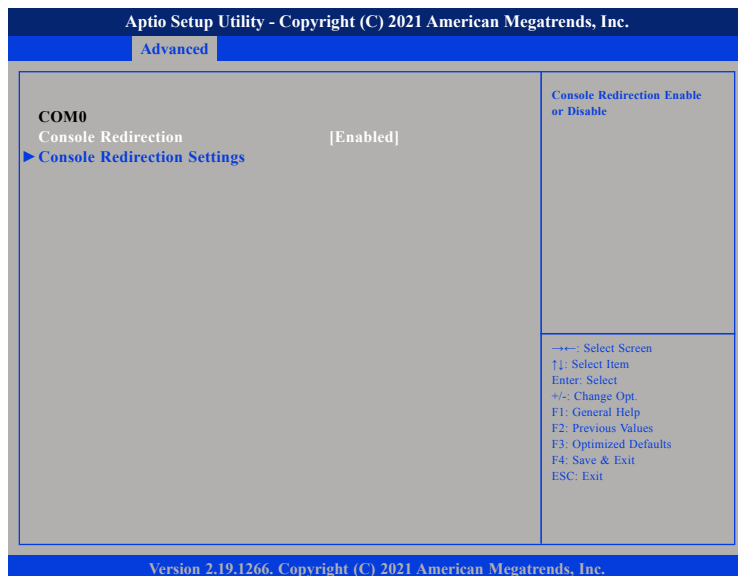 Aptio Setup Utility - Copyright (C) 2021 American Megatrends, Inc.
Advanced
COM0
Console Redirection [Enabled]
►Console Redirection Settings
Console Redirection Enable
or Disable
→←: Select Screen
↑↓: Select Item
Enter: Select
+/-: Change Opt.
F1: General Help
F2: Previous Values
F3: Optimized Defaults
F4: Save & Exit
ESC: Exit
Version 2.19.1266. Copyright (C) 2021 American Megatrends, Inc.